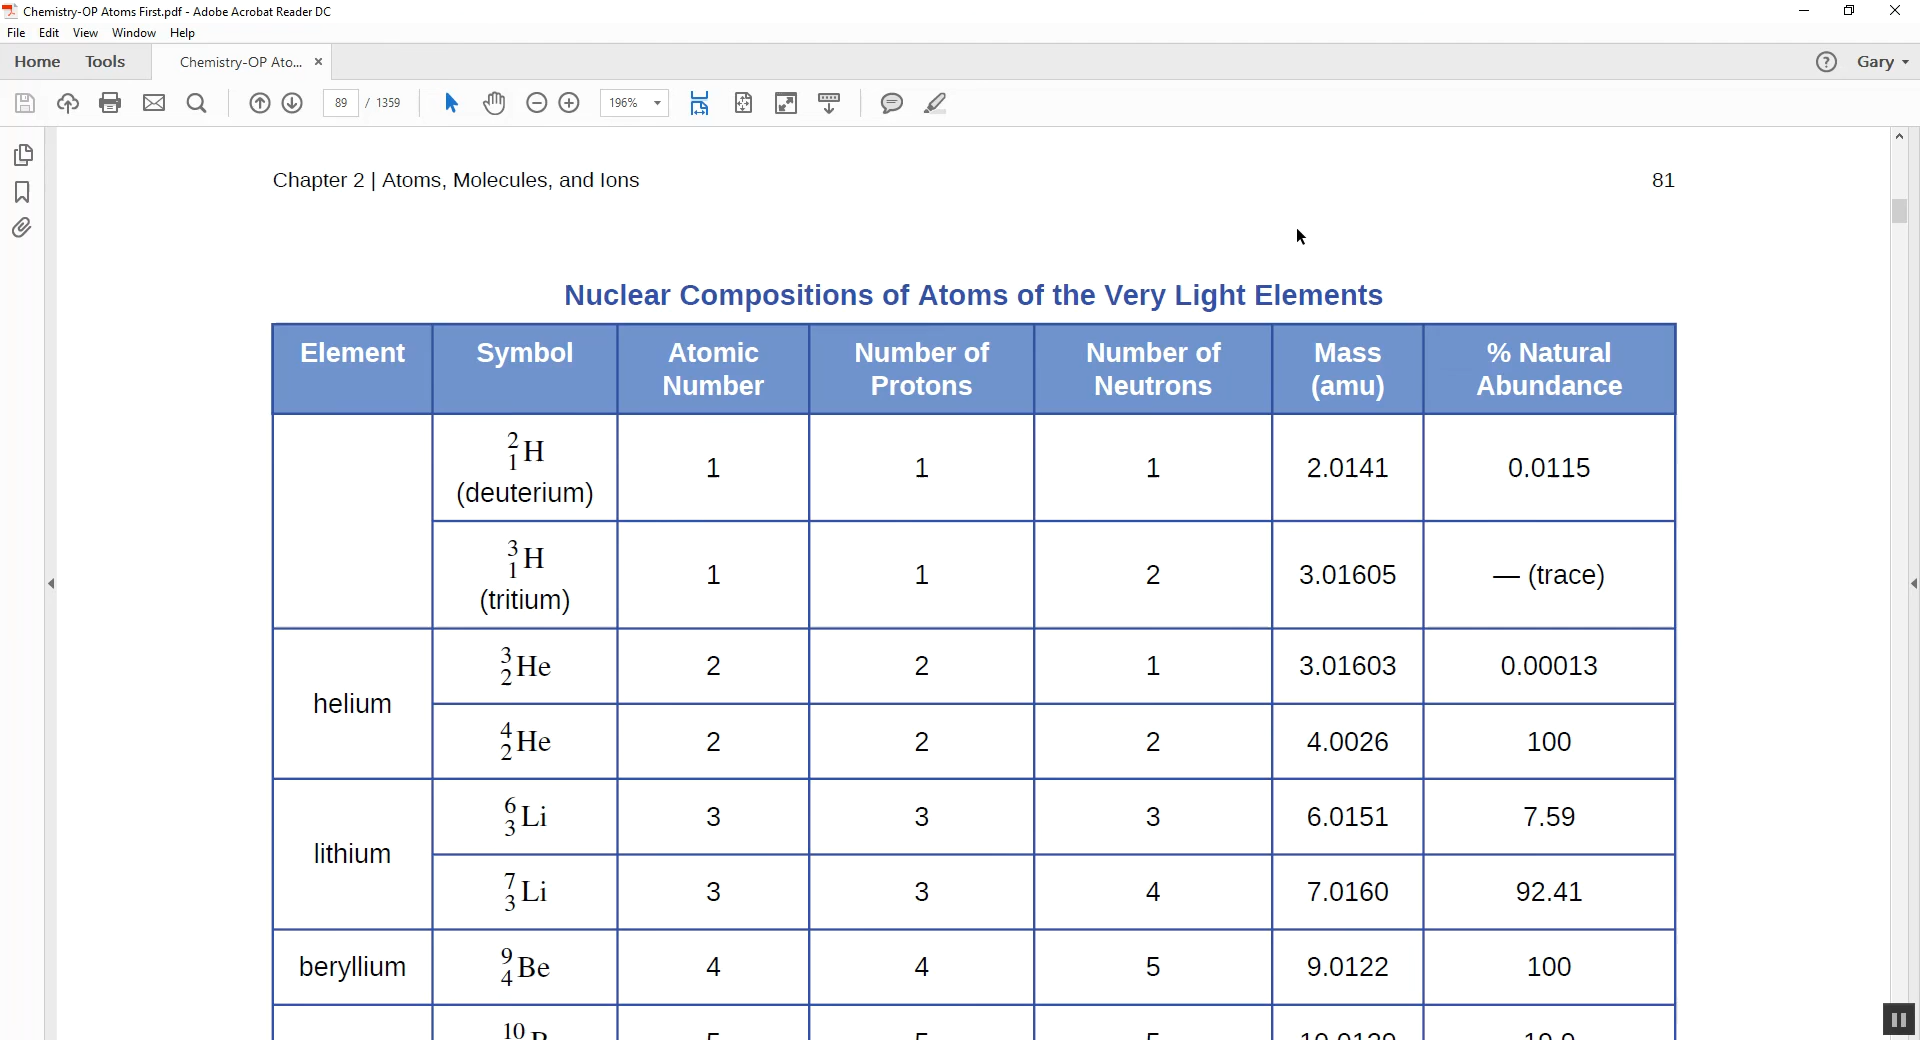 Chemistry-OP Atoms First.pdf - Adobe Acrobat Reader DC
File Edit View Window Help
Home Tools Chemistry-OP Ato... × ? Gary
89 / 1359 196%
Chapter 2 | Atoms, Molecules, and Ions 81
Nuclear Compositions of Atoms of the Very Light Elements
Element Symbol Atomic Number Number of Protons Number of Neutrons Mass (amu) % Natural Abundance
²₁H (deuterium) 1 1 1 2.0141 0.0115
³₁H (tritium) 1 1 2 3.01605 — (trace)
helium
³₂He 2 2 1 3.01603 0.00013
⁴₂He 2 2 2 4.0026 100
lithium
⁶₃Li 3 3 3 6.0151 7.59
⁷₃Li 3 3 4 7.0160 92.41
beryllium ⁹₄Be 4 4 5 9.0122 100